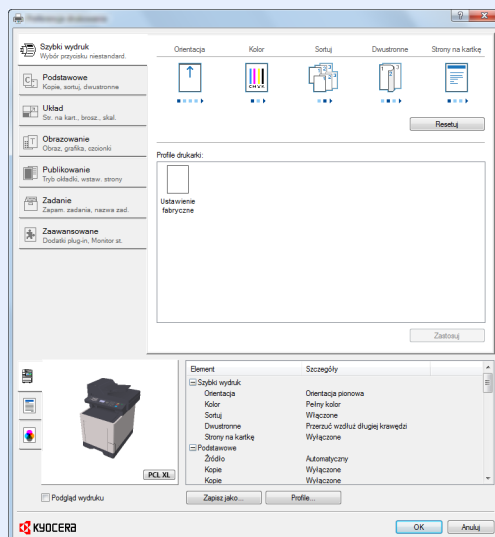 Szybki wydruk
Wybór przycisku niestandard.
Podstawowe
Kopie, sortuj, dwustronne
Układ
Str. na kart., brosz., skal.
Obrazowanie
Obraz, grafika, czcionki
Publikowanie
Tryb okładki, wstaw. strony
Zadanie
Zapam. zadania, nazwa zad.
Zaawansowane
Dodatki plug-in, Monitor st.
Orientacja Kolor Sortuj Dwustronne Strony na kartkę
CMYK
Resetuj
Profile drukarki:
Ustawienie
fabryczne
Zastosuj
Element Szczegóły
Szybki wydruk
Orientacja Orientacja pionowa
Kolor Pełny kolor
Sortuj Włączone
Dwustronne Przerzuć wzdłuż długiej krawędzi
Strony na kartkę Wyłączone
Podstawowe
Źródło Automatyczny
Kopie Wyłączone
Kopie Wyłączone
PCL XL
Podgląd wydruku Zapisz jako... Profile...
KYOCERA OK Anuluj